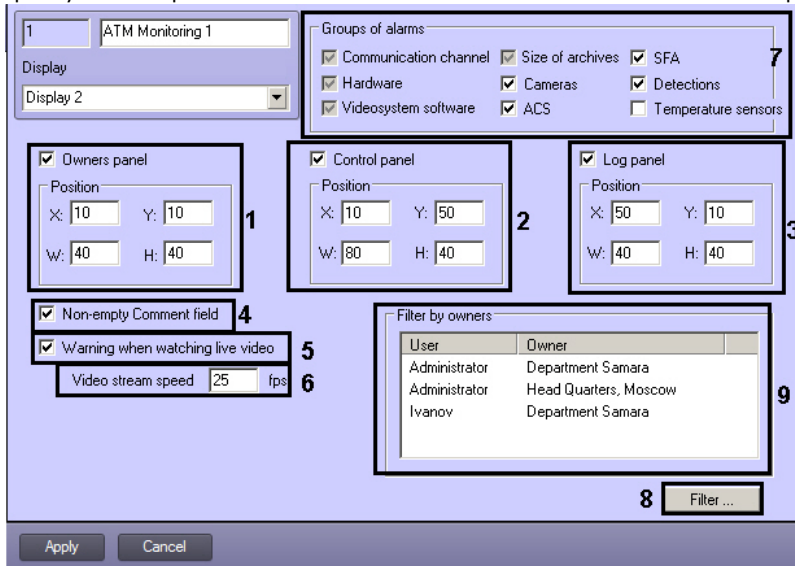 1
ATM Monitoring 1
Display
Display 2
Groups of alarms
Communication channel
Size of archives
SFA
Hardware
Cameras
Detections
Videosystem software
ACS
Temperature sensors
7
Owners panel
Position
X: 10 Y: 10
W: 40 H: 40
1
Control panel
Position
X: 10 Y: 50
W: 80 H: 40
2
Log panel
Position
X: 50 Y: 10
W: 40 H: 40
3
Non-empty Comment field
4
Warning when watching live video
5
Video stream speed 25 fps
6
Filter by owners
User Owner
Administrator Department Samara
Administrator Head Quarters, Moscow
Ivanov Department Samara
9
8
Filter ...
Apply
Cancel